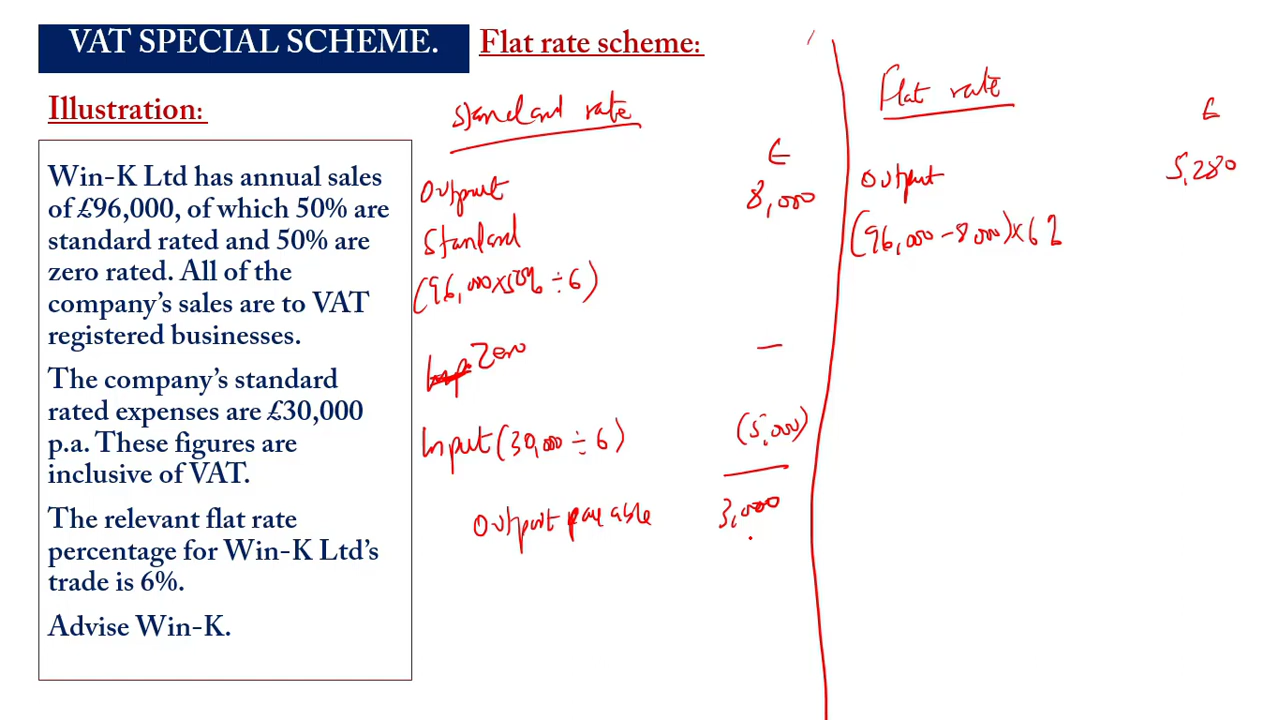 VAT SPECIAL SCHEME.
Flat rate scheme:
Illustration:
Win-K Ltd has annual sales
of £96,000, of which 50% are
standard rated and 50% are
zero rated. All of the
company's sales are to VAT
registered businesses.
The company's standard
rated expenses are £30,000
p.a. These figures are
inclusive of VAT.
The relevant flat rate
percentage for Win-K Ltd's
trade is 6%.
Advise Win-K.
Standard rate
£
Output 8,000
Standard
(96,000x50% ÷ 6)
Zero —
Input (30,000 ÷ 6) (5,000)
Output payable 3,000
Flat rate
£
Output 5,280
(96,000 - 8,000) x 6%